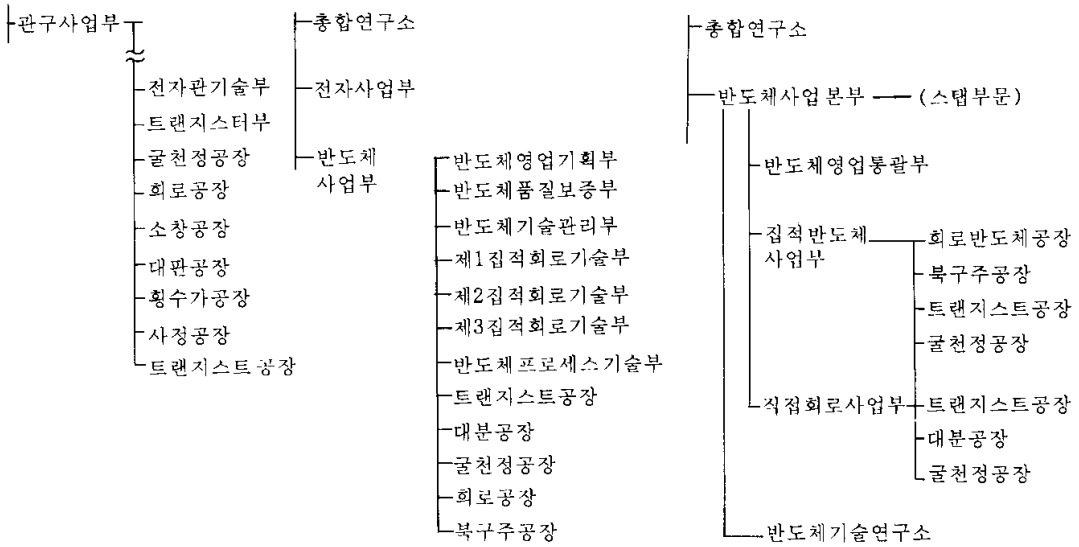 관구사업부
전자관기술부
트랜지스터부
굴천정공장
희로공장
소창공장
대판공장
횡수가공장
사정공장
트랜지스트공장
총합연구소
전자사업부
반도체
사업부
반도체영업기획부
반도체품질보증부
반도체기술관리부
제1집적회로기술부
제2집적회로기술부
제3집적회로기술부
반도체프로세스기술부
트랜지스트공장
대분공장
굴천정공장
희로공장
북구주공장
총합연구소
반도체사업본부 (스탭부문)
반도체영업통괄부
집적반도체
사업부
희로반도체공장
북구주공장
트랜지스트공장
굴천정공장
직접회로사업부
트랜지스트공장
대분공장
굴천정공장
반도체기술연구소